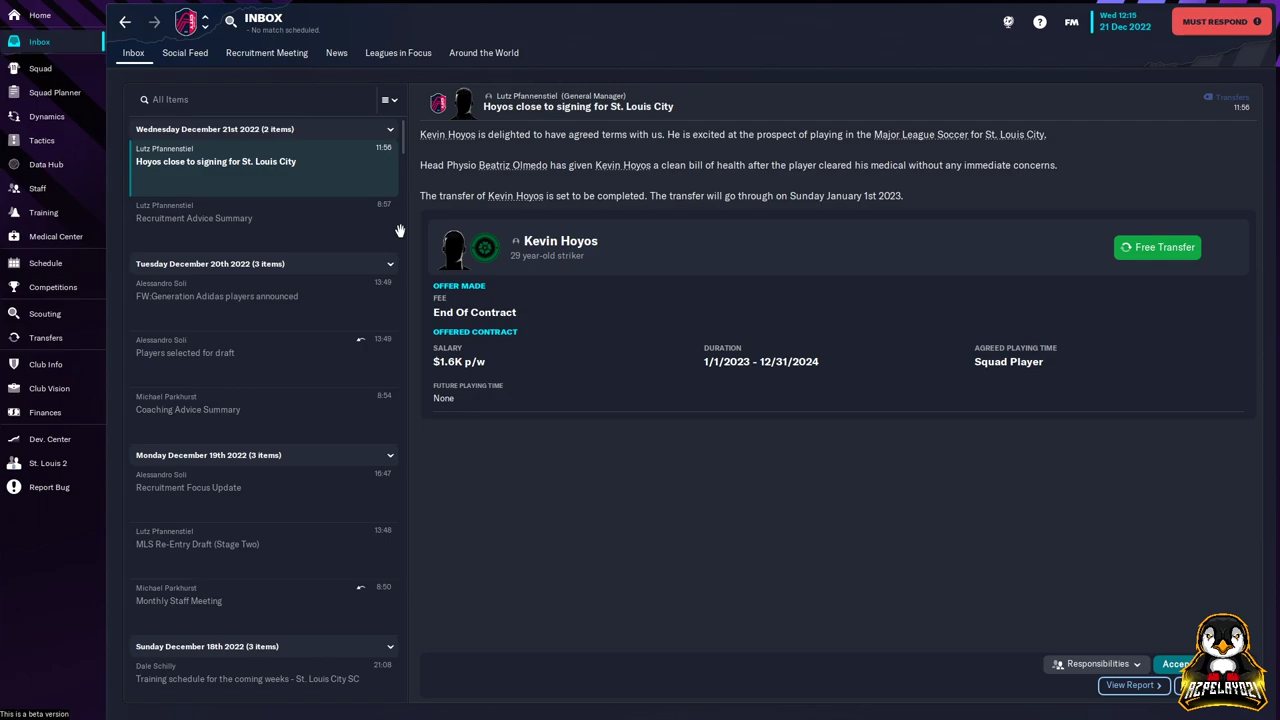 Home
Inbox
Squad
Squad Planner
Dynamics
Tactics
Data Hub
Staff
Training
Medical Center
Schedule
Competitions
Scouting
Transfers
Club Info
Club Vision
Finances
Dev. Center
St. Louis 2
Report Bug
This is a beta version
INBOX
- No match scheduled.
FM
Wed 12:15
21 Dec 2022
MUST RESPOND
Inbox
Social Feed
Recruitment Meeting
News
Leagues in Focus
Around the World
All Items
Wednesday December 21st 2022 (2 items)
Lutz Pfannenstiel
11:56
Hoyos close to signing for St. Louis City
Lutz Pfannenstiel
8:57
Recruitment Advice Summary
Tuesday December 20th 2022 (3 items)
Alessandro Soli
13:49
FW:Generation Adidas players announced
Alessandro Soli
13:49
Players selected for draft
Michael Parkhurst
8:54
Coaching Advice Summary
Monday December 19th 2022 (3 items)
Alessandro Soli
16:47
Recruitment Focus Update
Lutz Pfannenstiel
13:48
MLS Re-Entry Draft (Stage Two)
Michael Parkhurst
8:50
Monthly Staff Meeting
Sunday December 18th 2022 (3 items)
Dale Schilly
21:08
Training schedule for the coming weeks - St. Louis City SC
Lutz Pfannenstiel (General Manager)
Hoyos close to signing for St. Louis City
Transfers
11:56
Kevin Hoyos is delighted to have agreed terms with us. He is excited at the prospect of playing in the Major League Soccer for St. Louis City.
Head Physio Beatriz Olmedo has given Kevin Hoyos a clean bill of health after the player cleared his medical without any immediate concerns.
The transfer of Kevin Hoyos is set to be completed. The transfer will go through on Sunday January 1st 2023.
Kevin Hoyos
29 year-old striker
Free Transfer
OFFER MADE
FEE
End Of Contract
OFFERED CONTRACT
SALARY
DURATION
AGREED PLAYING TIME
$1.6K p/w
1/1/2023 - 12/31/2024
Squad Player
FUTURE PLAYING TIME
None
Responsibilities
Accep
View Report
AZPELAYO21